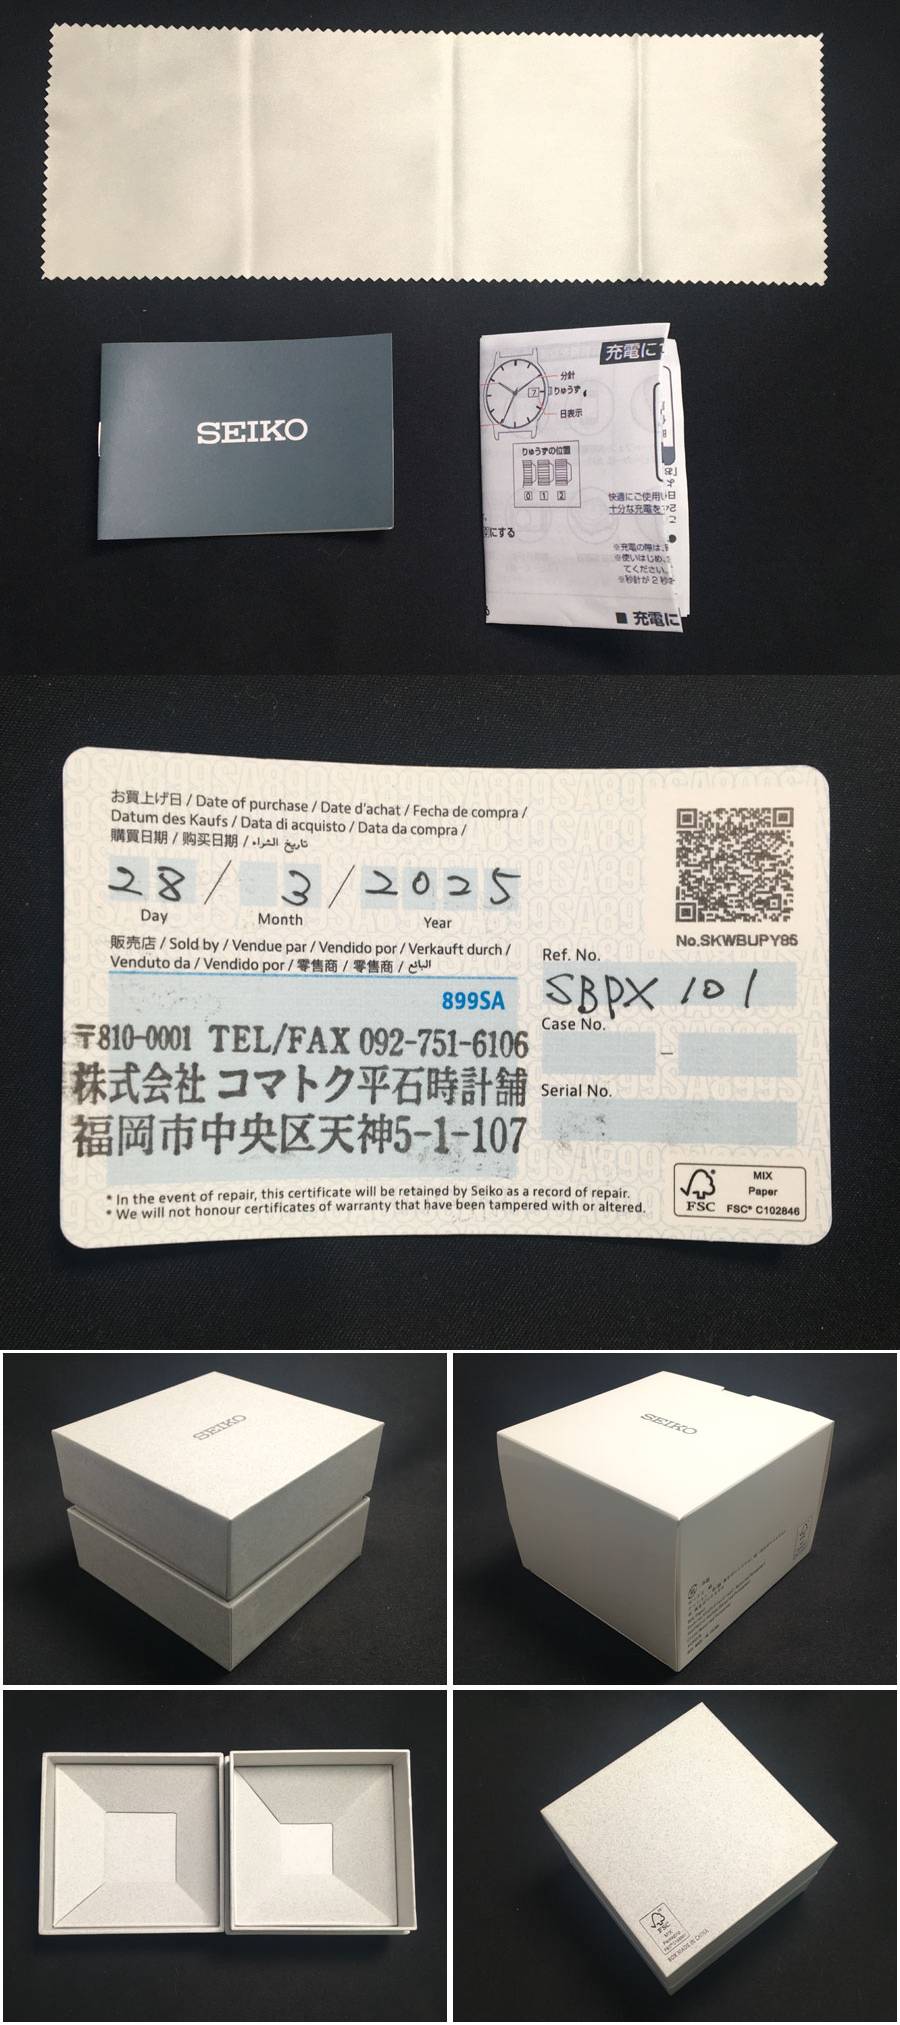 SEIKO
充電に
分針
りゅうず
日表示
りゅうずの位置
0 1 2
快適にご使用い
十分な充電を
にする
※充電の際は、
※使いはじめ、
てください。
※秒針が2秒
■ 充電に
お買上げ日 / Date of purchase / Date d'achat / Fecha de compra /
Datum des Kaufs / Data di acquisto / Data da compra /
購買日期 / 购买日期 / تاريخ الشراء
28 / 3 / 2025
Day Month Year
No.SKWBUPY85
販売店 / Sold by / Vendue par / Vendido por / Verkauft durch /
Venduto da / Vendido por / 零售商 / 零售商 / البائع
899SA
〒810-0001 TEL/FAX 092-751-6106
株式会社 コマトク平石時計舗
福岡市中央区天神5-1-107
Ref. No.
SBPX 101
Case No.
–
Serial No.
* In the event of repair, this certificate will be retained by Seiko as a record of repair.
* We will not honour certificates of warranty that have been tampered with or altered.
FSC
MIX
Paper
FSC® C102846
SEIKO
SEIKO
FSC
MIX
BOX MADE IN CHINA